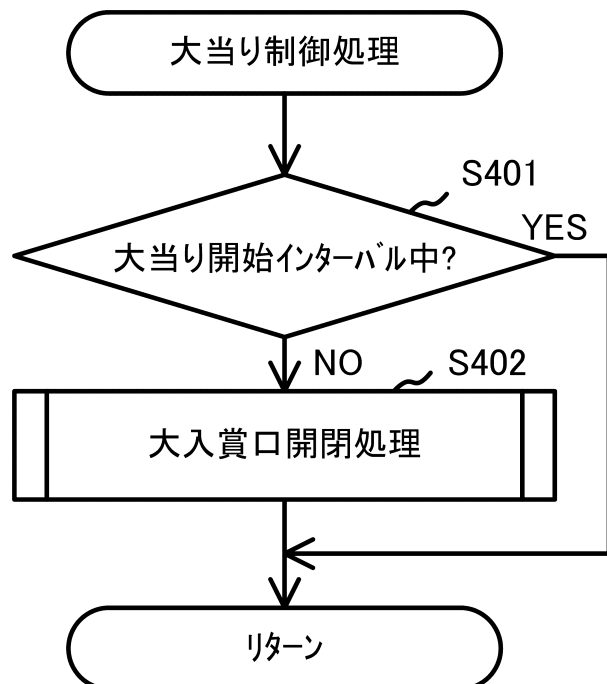 大当り制御処理
S401
YES
大当り開始ｲﾝﾀｰﾊﾞﾙ中?
NO
S402
大入賞口開閉処理
ﾘﾀｰﾝ